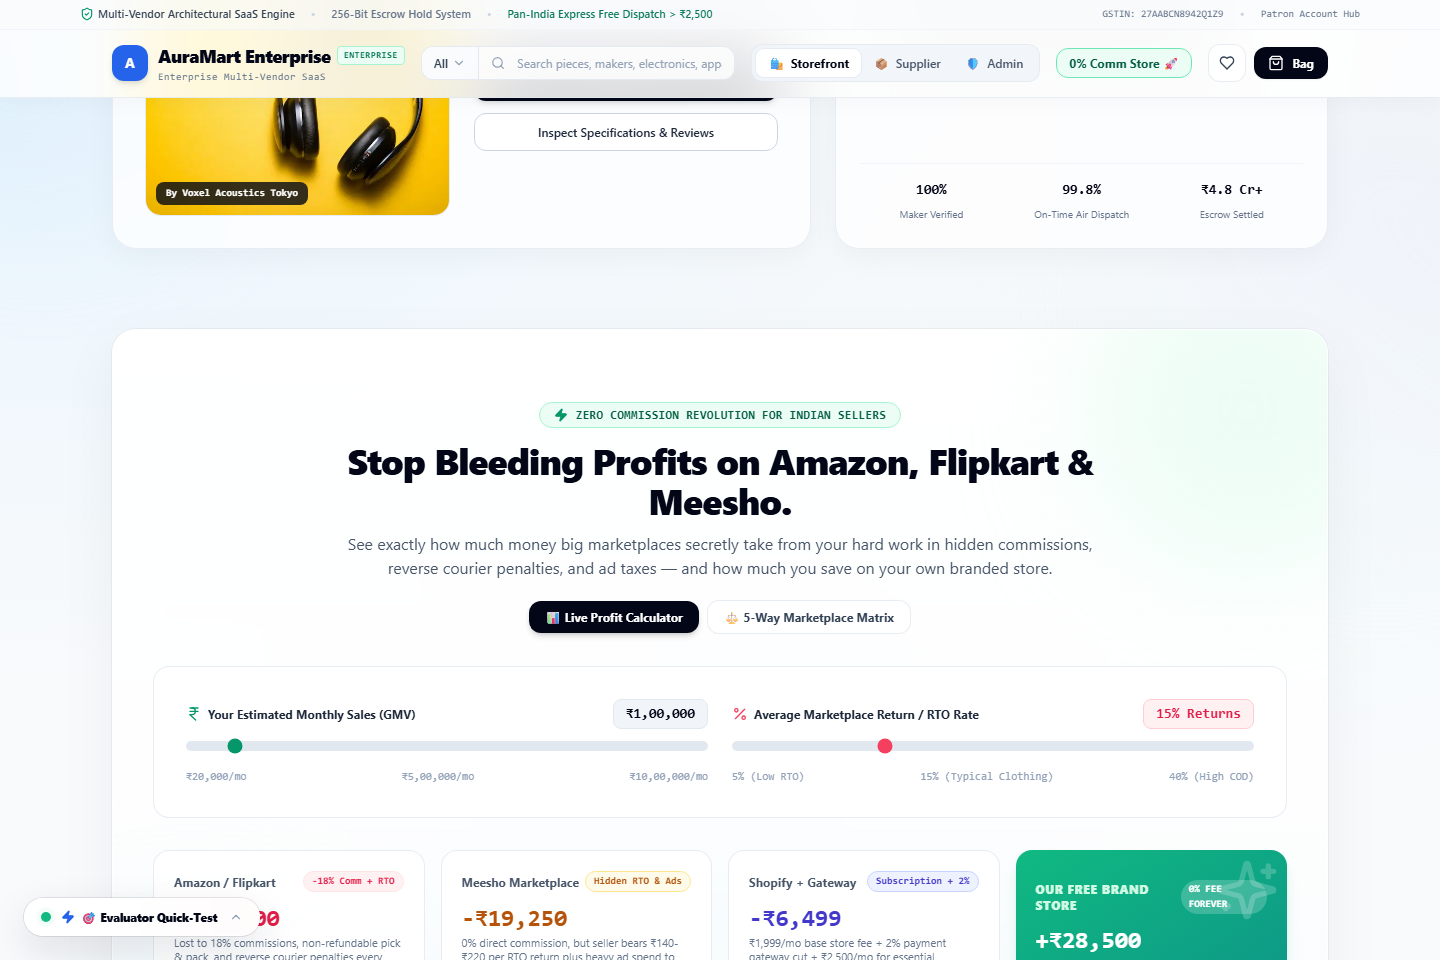 Multi-Vendor Architectural SaaS Engine • 256-Bit Escrow Hold System • Pan-India Express Free Dispatch > ₹2,500 GSTIN: 27AABCN8942Q1Z9 • Patron Account Hub
A AuraMart Enterprise ENTERPRISE
Enterprise Multi-Vendor SaaS
All Search pieces, makers, electronics, app
Storefront Supplier Admin 0% Comm Store 🚀 Bag
Inspect Specifications & Reviews
By Voxel Acoustics Tokyo
100% 99.8% ₹4.8 Cr+
Maker Verified On-Time Air Dispatch Escrow Settled
ZERO COMMISSION REVOLUTION FOR INDIAN SELLERS
Stop Bleeding Profits on Amazon, Flipkart &
Meesho.
See exactly how much money big marketplaces secretly take from your hard work in hidden commissions,
reverse courier penalties, and ad taxes — and how much you save on your own branded store.
📊 Live Profit Calculator ⚖️ 5-Way Marketplace Matrix
₹ Your Estimated Monthly Sales (GMV) ₹1,00,000
₹20,000/mo ₹5,00,000/mo ₹10,00,000/mo
% Average Marketplace Return / RTO Rate 15% Returns
5% (Low RTO) 15% (Typical Clothing) 40% (High COD)
Amazon / Flipkart -18% Comm + RTO
00
Lost to 18% commissions, non-refundable pick
& pack, and reverse courier penalties every
Meesho Marketplace Hidden RTO & Ads
-₹19,250
0% direct commission, but seller bears ₹140-
₹220 per RTO return plus heavy ad spend to
Shopify + Gateway Subscription + 2%
-₹6,499
₹1,999/mo base store fee + 2% payment
gateway cut + ₹2,500/mo for essential
OUR FREE BRAND
STORE
0% FEE
FOREVER
+₹28,500
Evaluator Quick-Test